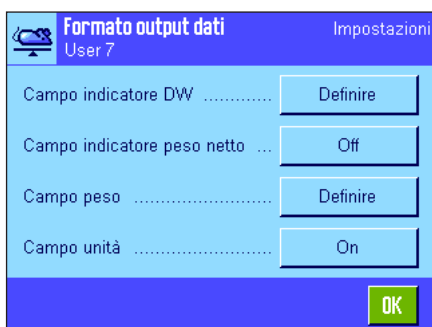 Formato output dati Impostazioni
User 7
Campo indicatore DW ............. Definire
Campo indicatore peso netto ... Off
Campo peso ......................... Definire
Campo unità ......................... On
OK